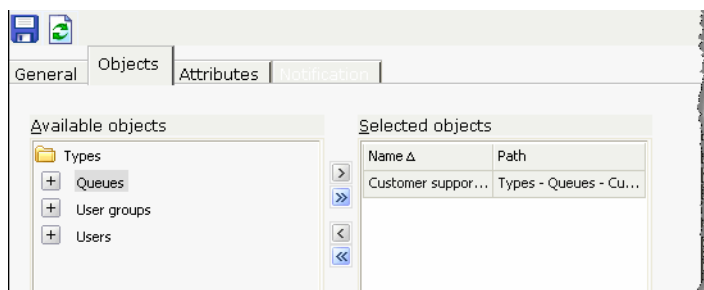 General Objects Attributes Notification
Available objects Selected objects
Types Name Path
Queues Customer suppor... Types - Queues - Cu...
User groups
Users